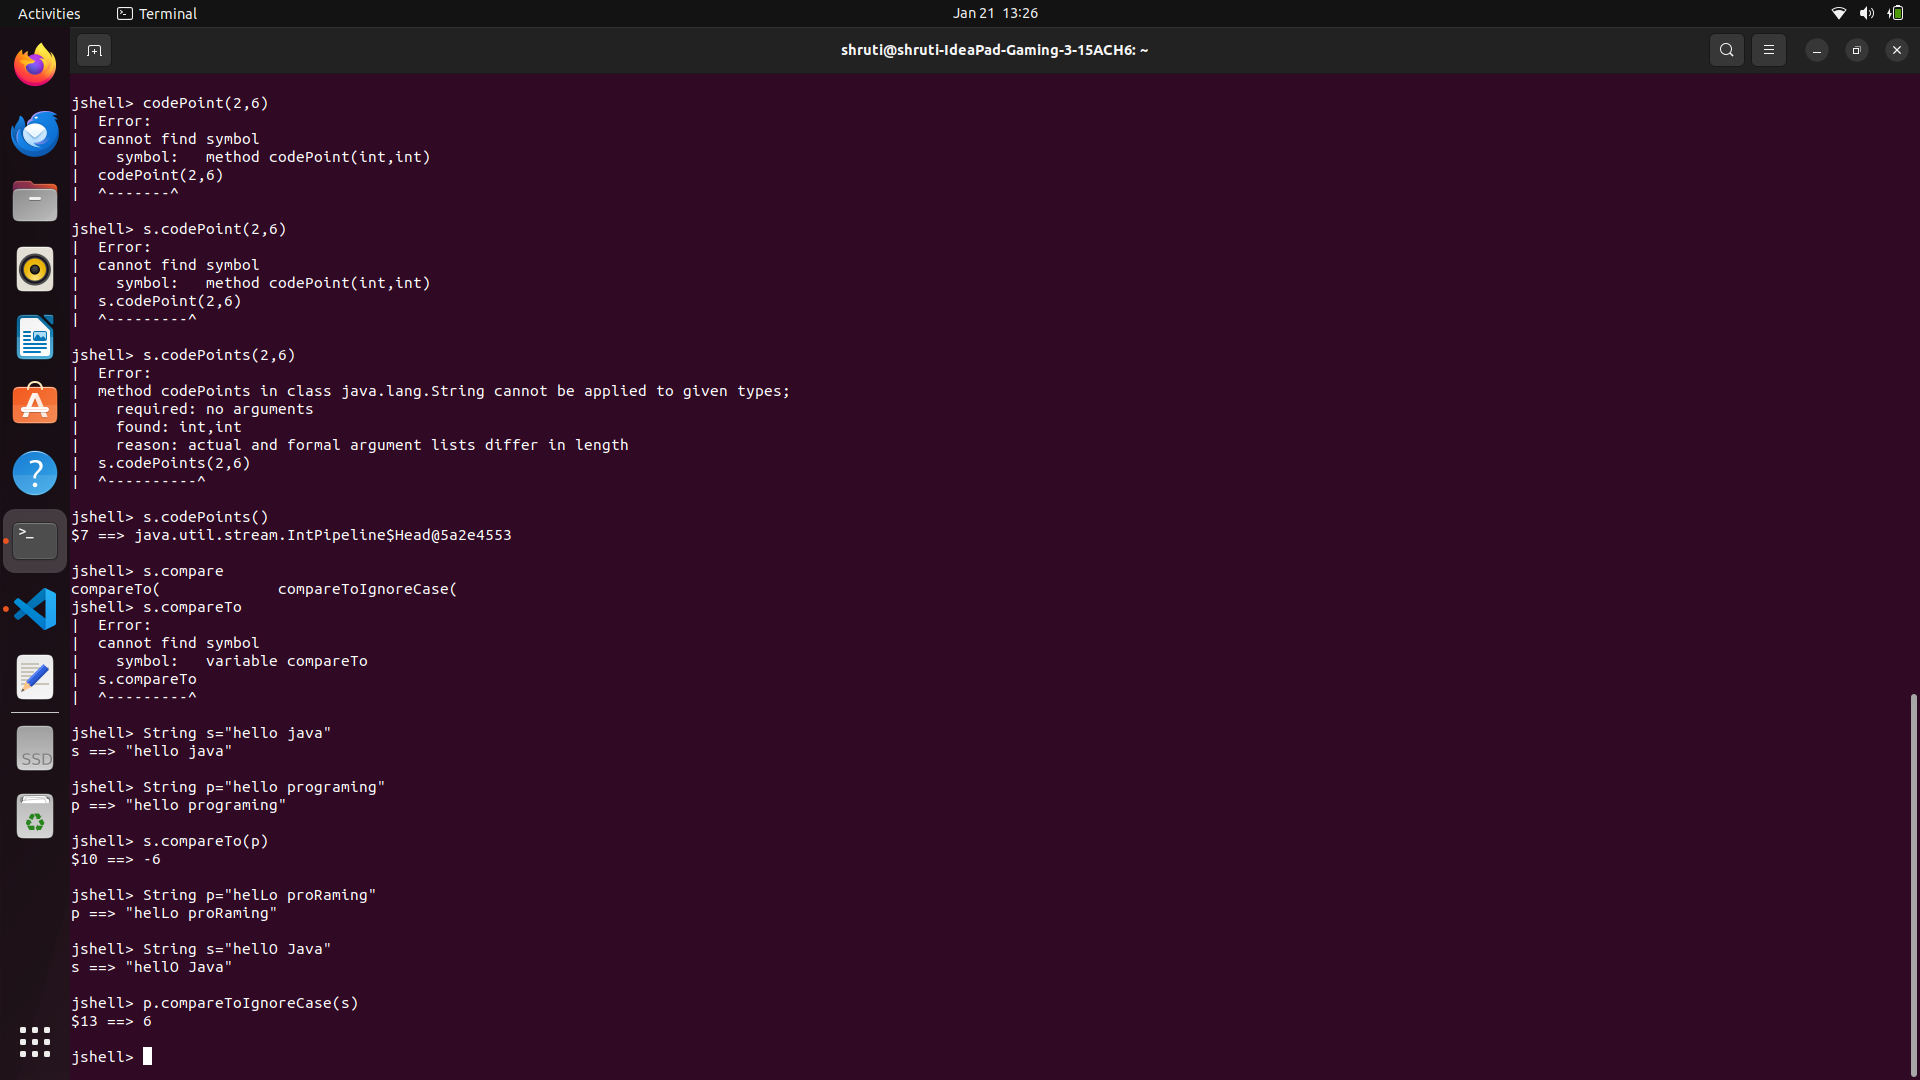 Activities
Terminal
Jan 21 13:26
shruti@shruti-IdeaPad-Gaming-3-15ACH6: ~
jshell> codePoint(2,6)
|  Error:
|  cannot find symbol
|    symbol:   method codePoint(int,int)
|  codePoint(2,6)
|  ^-------^
jshell> s.codePoint(2,6)
|  Error:
|  cannot find symbol
|    symbol:   method codePoint(int,int)
|  s.codePoint(2,6)
|  ^---------^
jshell> s.codePoints(2,6)
|  Error:
|  method codePoints in class java.lang.String cannot be applied to given types;
|    required: no arguments
|    found: int,int
|    reason: actual and formal argument lists differ in length
|  s.codePoints(2,6)
|  ^----------^
jshell> s.codePoints()
$7 ==> java.util.stream.IntPipeline$Head@5a2e4553
jshell> s.compare
compareTo(             compareToIgnoreCase(
jshell> s.compareTo
|  Error:
|  cannot find symbol
|    symbol:   variable compareTo
|  s.compareTo
|  ^---------^
jshell> String s="hello java"
s ==> "hello java"
jshell> String p="hello programing"
p ==> "hello programing"
jshell> s.compareTo(p)
$10 ==> -6
jshell> String p="helLo proRaming"
p ==> "helLo proRaming"
jshell> String s="hellO Java"
s ==> "hellO Java"
jshell> p.compareToIgnoreCase(s)
$13 ==> 6
jshell>
SSD